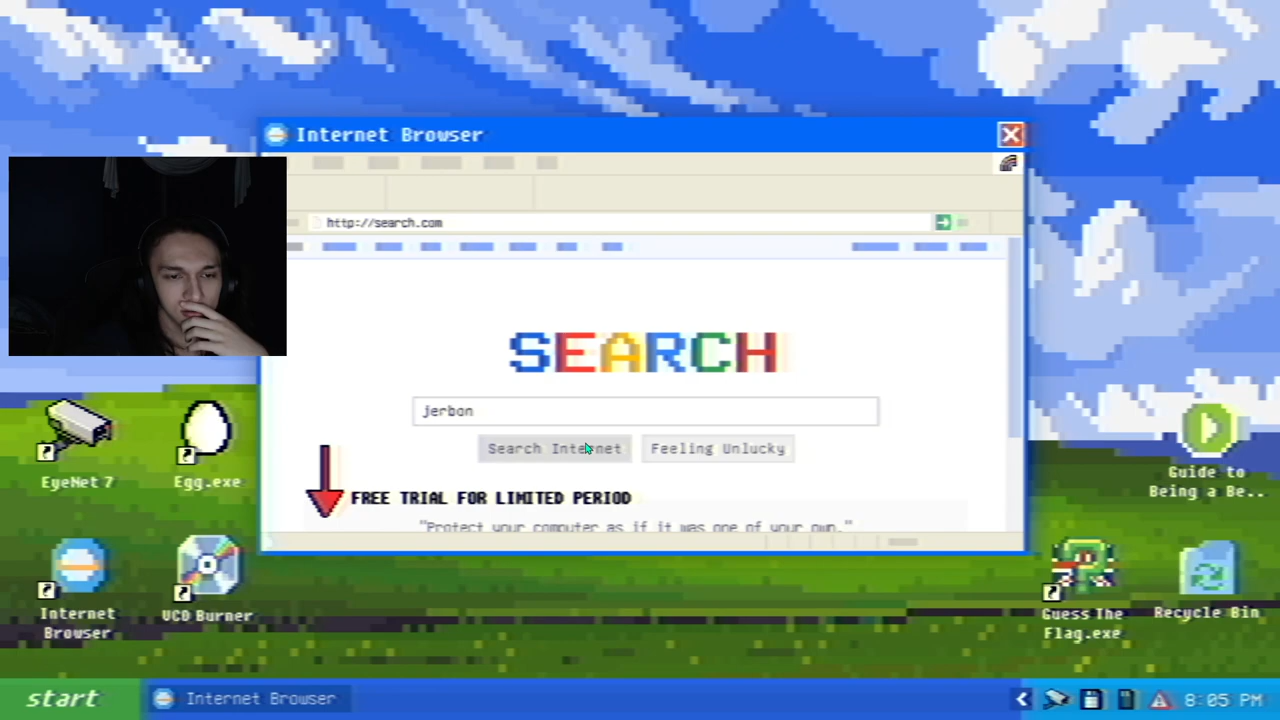 Internet Browser
http://search.com
SEARCH
jerbon
Search Internet
Feeling Unlucky
FREE TRIAL FOR LIMITED PERIOD
"Protect your computer as if it was one of your own."
EyeNet 7
Egg.exe
Internet
Browser
VCD Burner
Guide to
Being a Be..
Guess The
Flag.exe
Recycle Bin
start
Internet Browser
8:05 PM